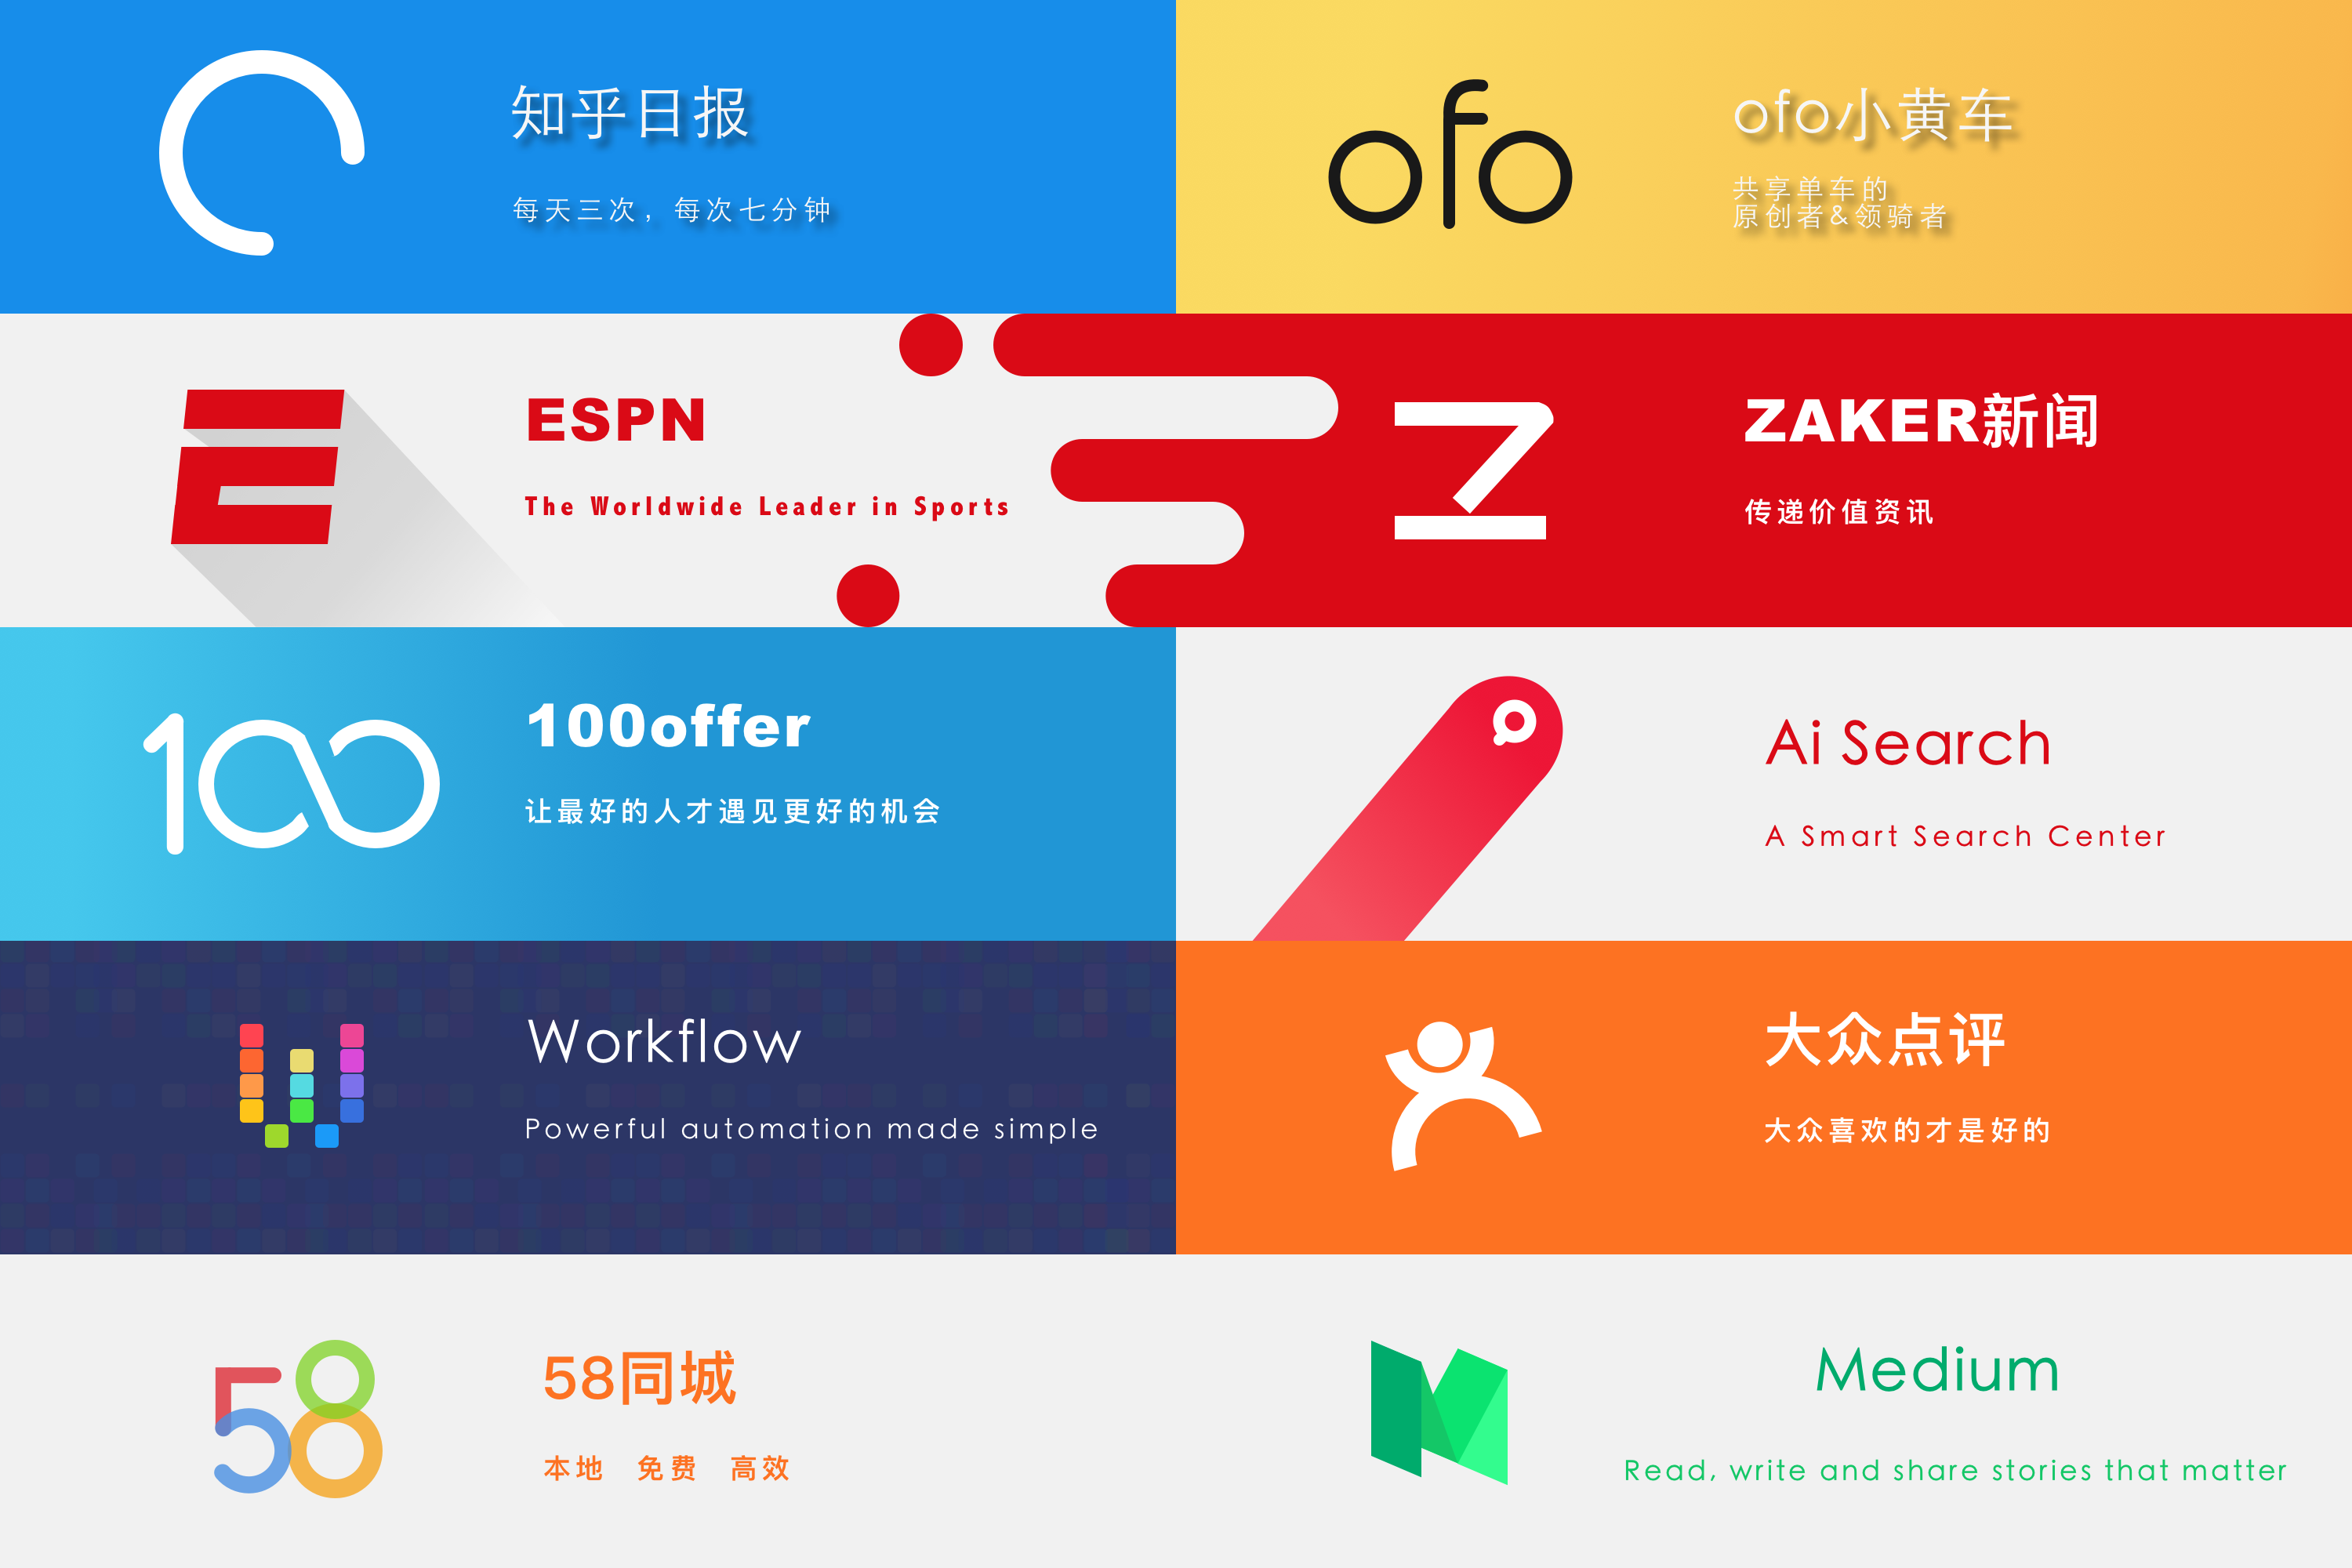 知乎日报
每天三次，每次七分钟
ofo
ofo小黄车
共享单车的
原创者&领骑者
ESPN
The Worldwide Leader in Sports
ZAKER新闻
传递价值资讯
100
100offer
让最好的人才遇见更好的机会
Ai Search
A Smart Search Center
Workflow
Powerful automation made simple
大众点评
大众喜欢的才是好的
58
58同城
本地 免费 高效
Medium
Read, write and share stories that matter